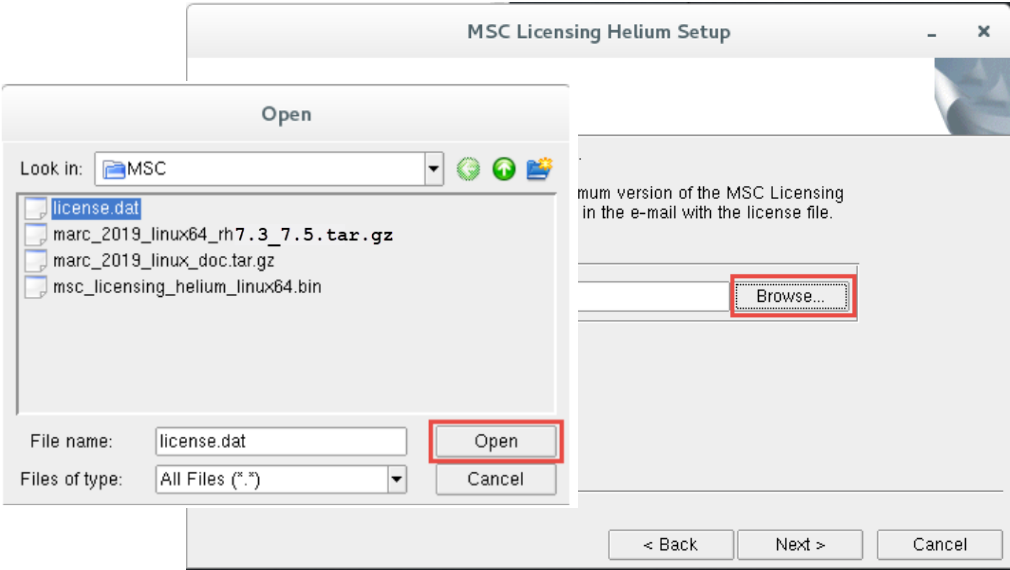 MSC Licensing Helium Setup
Open
Look in: MSC
license.dat
marc_2019_linux64_rh7.3_7.5.tar.gz
marc_2019_linux_doc.tar.gz
msc_licensing_helium_linux64.bin
File name: license.dat Open
Files of type: All Files (*.*) Cancel
version of the MSC Licensing
in the e-mail with the license file.
Browse...
< Back Next > Cancel